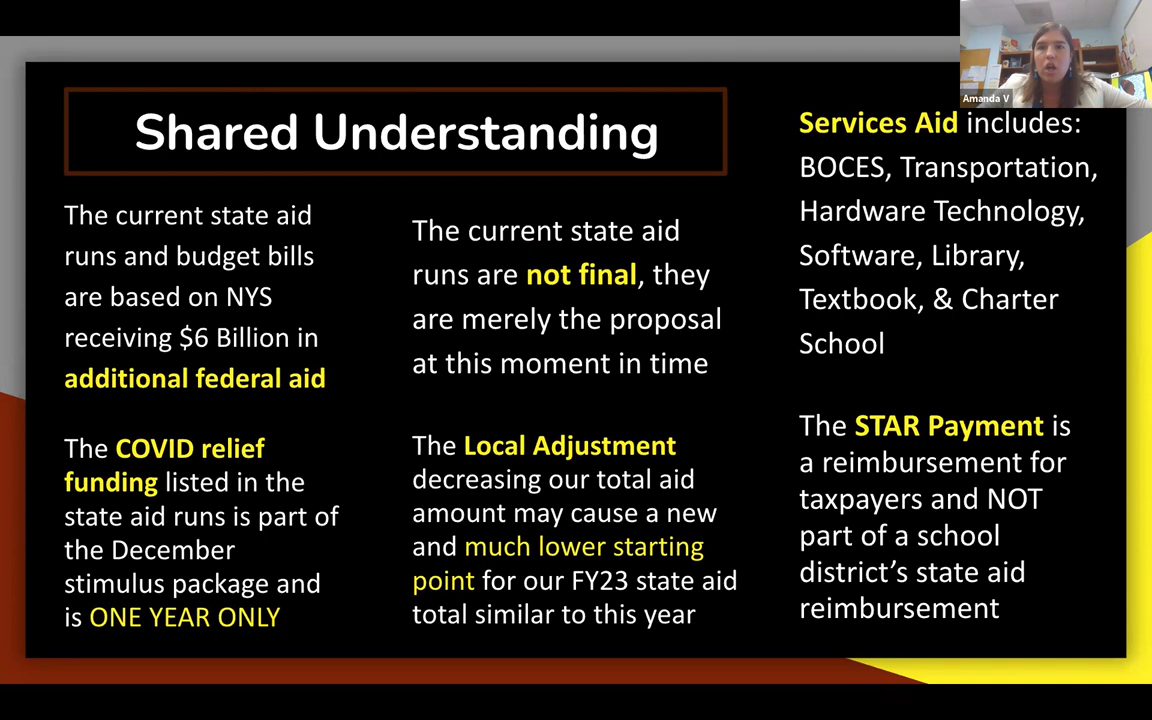 Amanda V
Shared Understanding
The current state aid
runs and budget bills
are based on NYS
receiving $6 Billion in
additional federal aid
The COVID relief
funding listed in the
state aid runs is part of
the December
stimulus package and
is ONE YEAR ONLY
The current state aid
runs are not final, they
are merely the proposal
at this moment in time
The Local Adjustment
decreasing our total aid
amount may cause a new
and much lower starting
point for our FY23 state aid
total similar to this year
Services Aid includes:
BOCES, Transportation,
Hardware Technology,
Software, Library,
Textbook, & Charter
School
The STAR Payment is
a reimbursement for
taxpayers and NOT
part of a school
district’s state aid
reimbursement